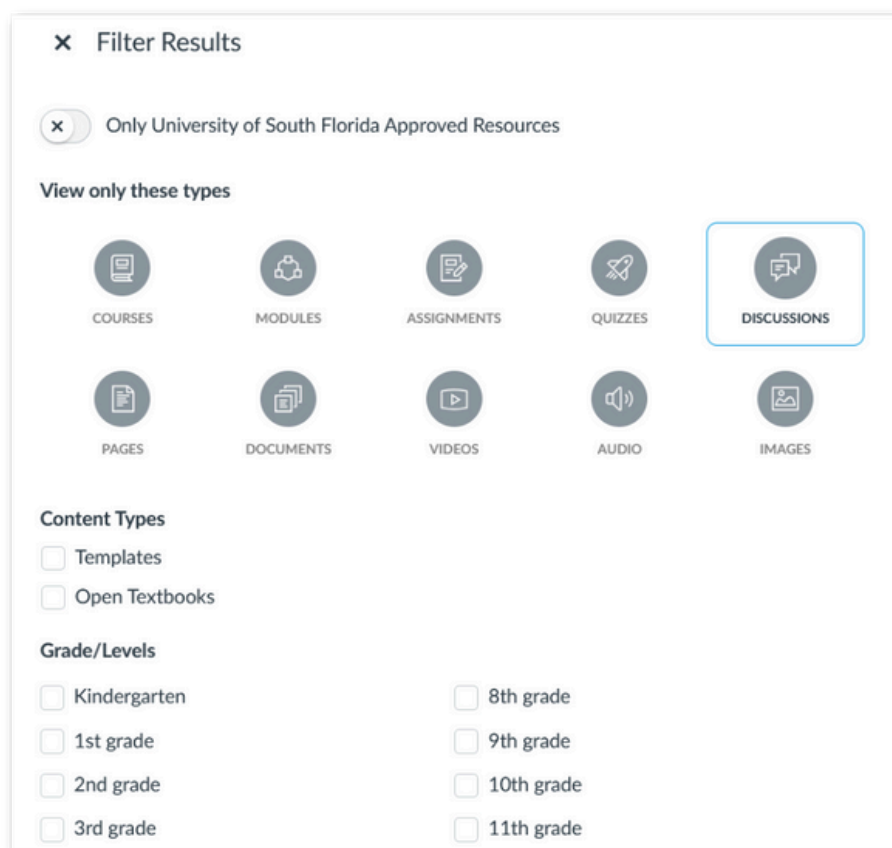 Filter Results
Only University of South Florida Approved Resources
View only these types
COURSES MODULES ASSIGNMENTS QUIZZES DISCUSSIONS
PAGES DOCUMENTS VIDEOS AUDIO IMAGES
Content Types
Templates
Open Textbooks
Grade/Levels
Kindergarten 8th grade
1st grade 9th grade
2nd grade 10th grade
3rd grade 11th grade